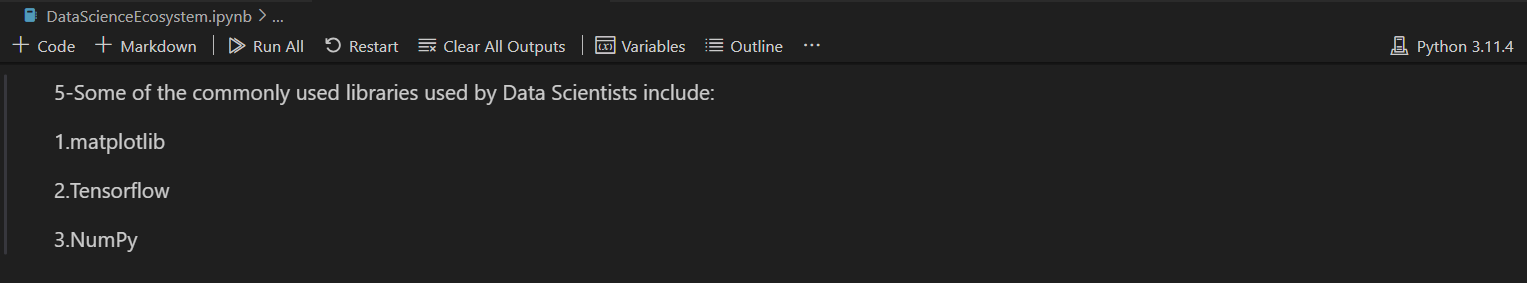 DataScienceEcosystem.ipynb > ...
+ Code + Markdown | Run All Restart Clear All Outputs | (x) Variables Outline ... Python 3.11.4
5-Some of the commonly used libraries used by Data Scientists include:
1.matplotlib
2.Tensorflow
3.NumPy